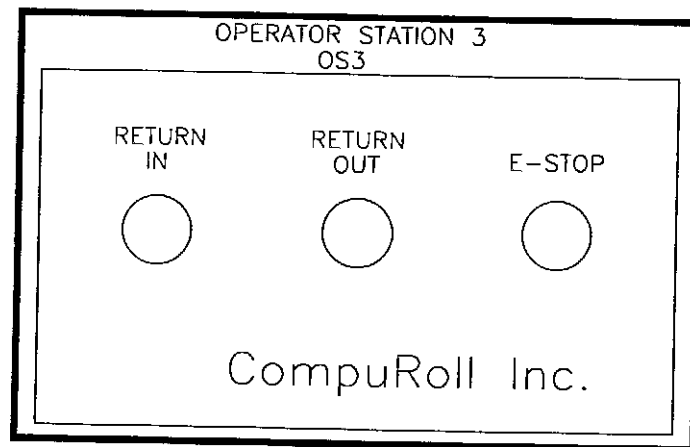 OPERATOR STATION 3
OS3
RETURN IN
RETURN OUT
E-STOP
CompuRoll Inc.